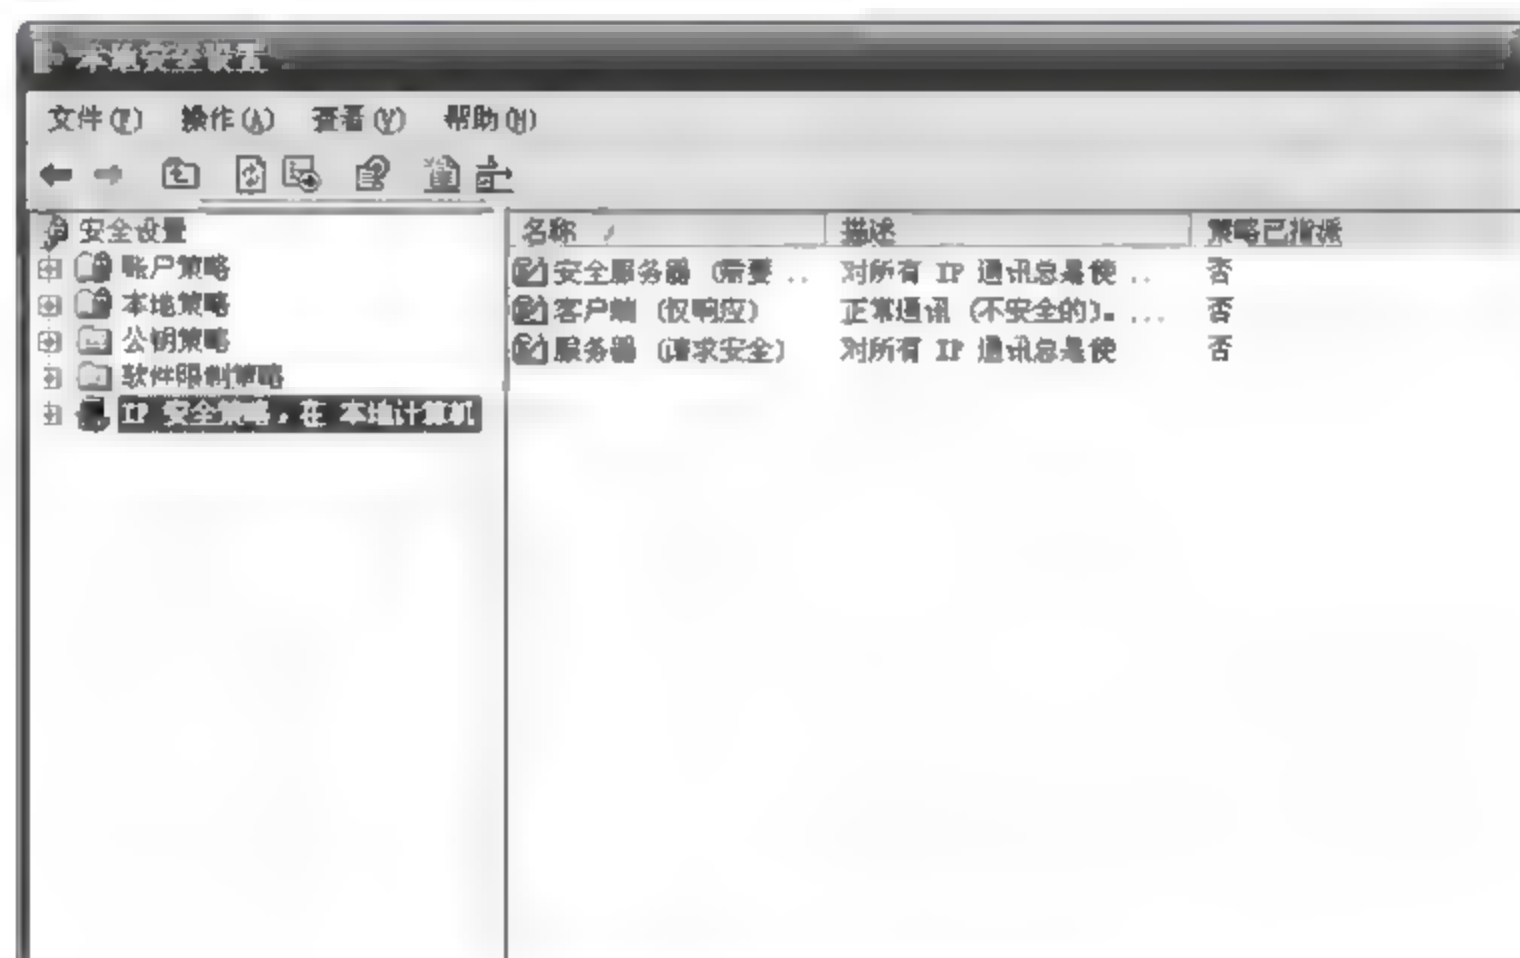 本地安全设置
文件(F) 操作(A) 查看(V) 帮助(H)
安全设置
账户策略
本地策略
公钥策略
软件限制策略
IP 安全策略，在 本地计算机
名称 描述 策略已指派
安全服务器 (需要 .. 对所有 IP 通讯总是使 .. 否
客户端 (仅响应) 正常通讯 (不安全的)。... 否
服务器 (请求安全) 对所有 IP 通讯总是使 否